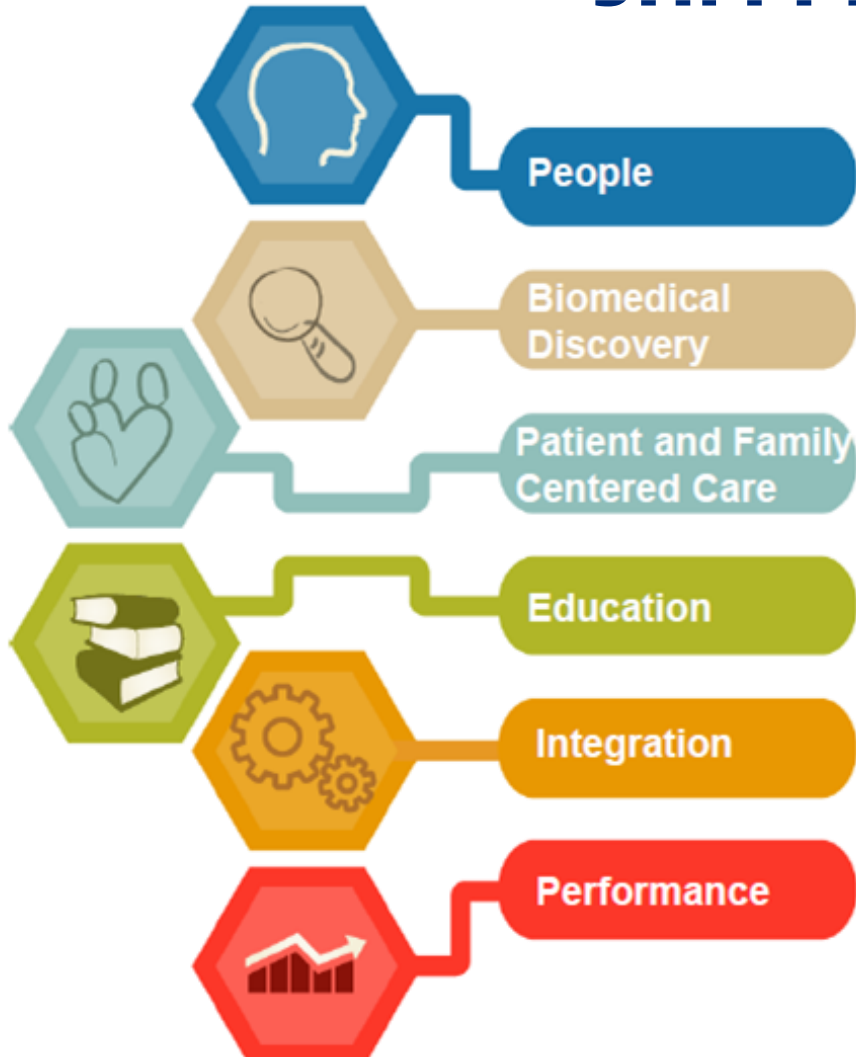 People
Biomedical
Discovery
Patient and Family
Centered Care
Education
Integration
Performance